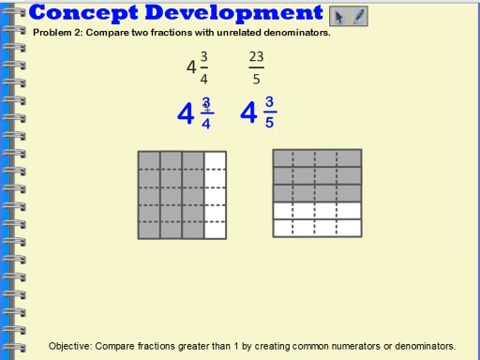 Concept Development
Problem 2: Compare two fractions with unrelated denominators.
4 3/4 23/5
4 3/4 4 3/5
Objective: Compare fractions greater than 1 by creating common numerators or denominators.